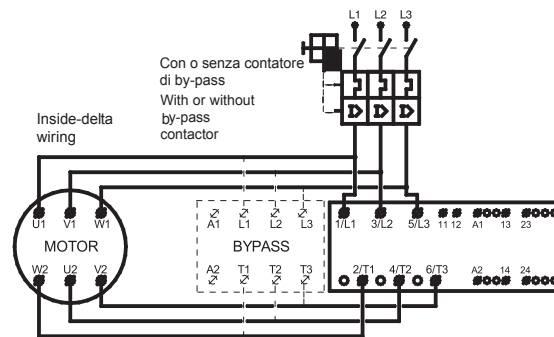 L1 L2 L3
Con o senza contatore
di by-pass
With or without
by-pass
contactor
Inside-delta
wiring
U1 V1 W1
A1 L1 L2 L3
1/L1 3/L2 5/L3 11 12 A1 13 23
MOTOR
BYPASS
W2 U2 V2
A2 T1 T2 T3
2/T1 4/T2 6/T3 A2 14 24